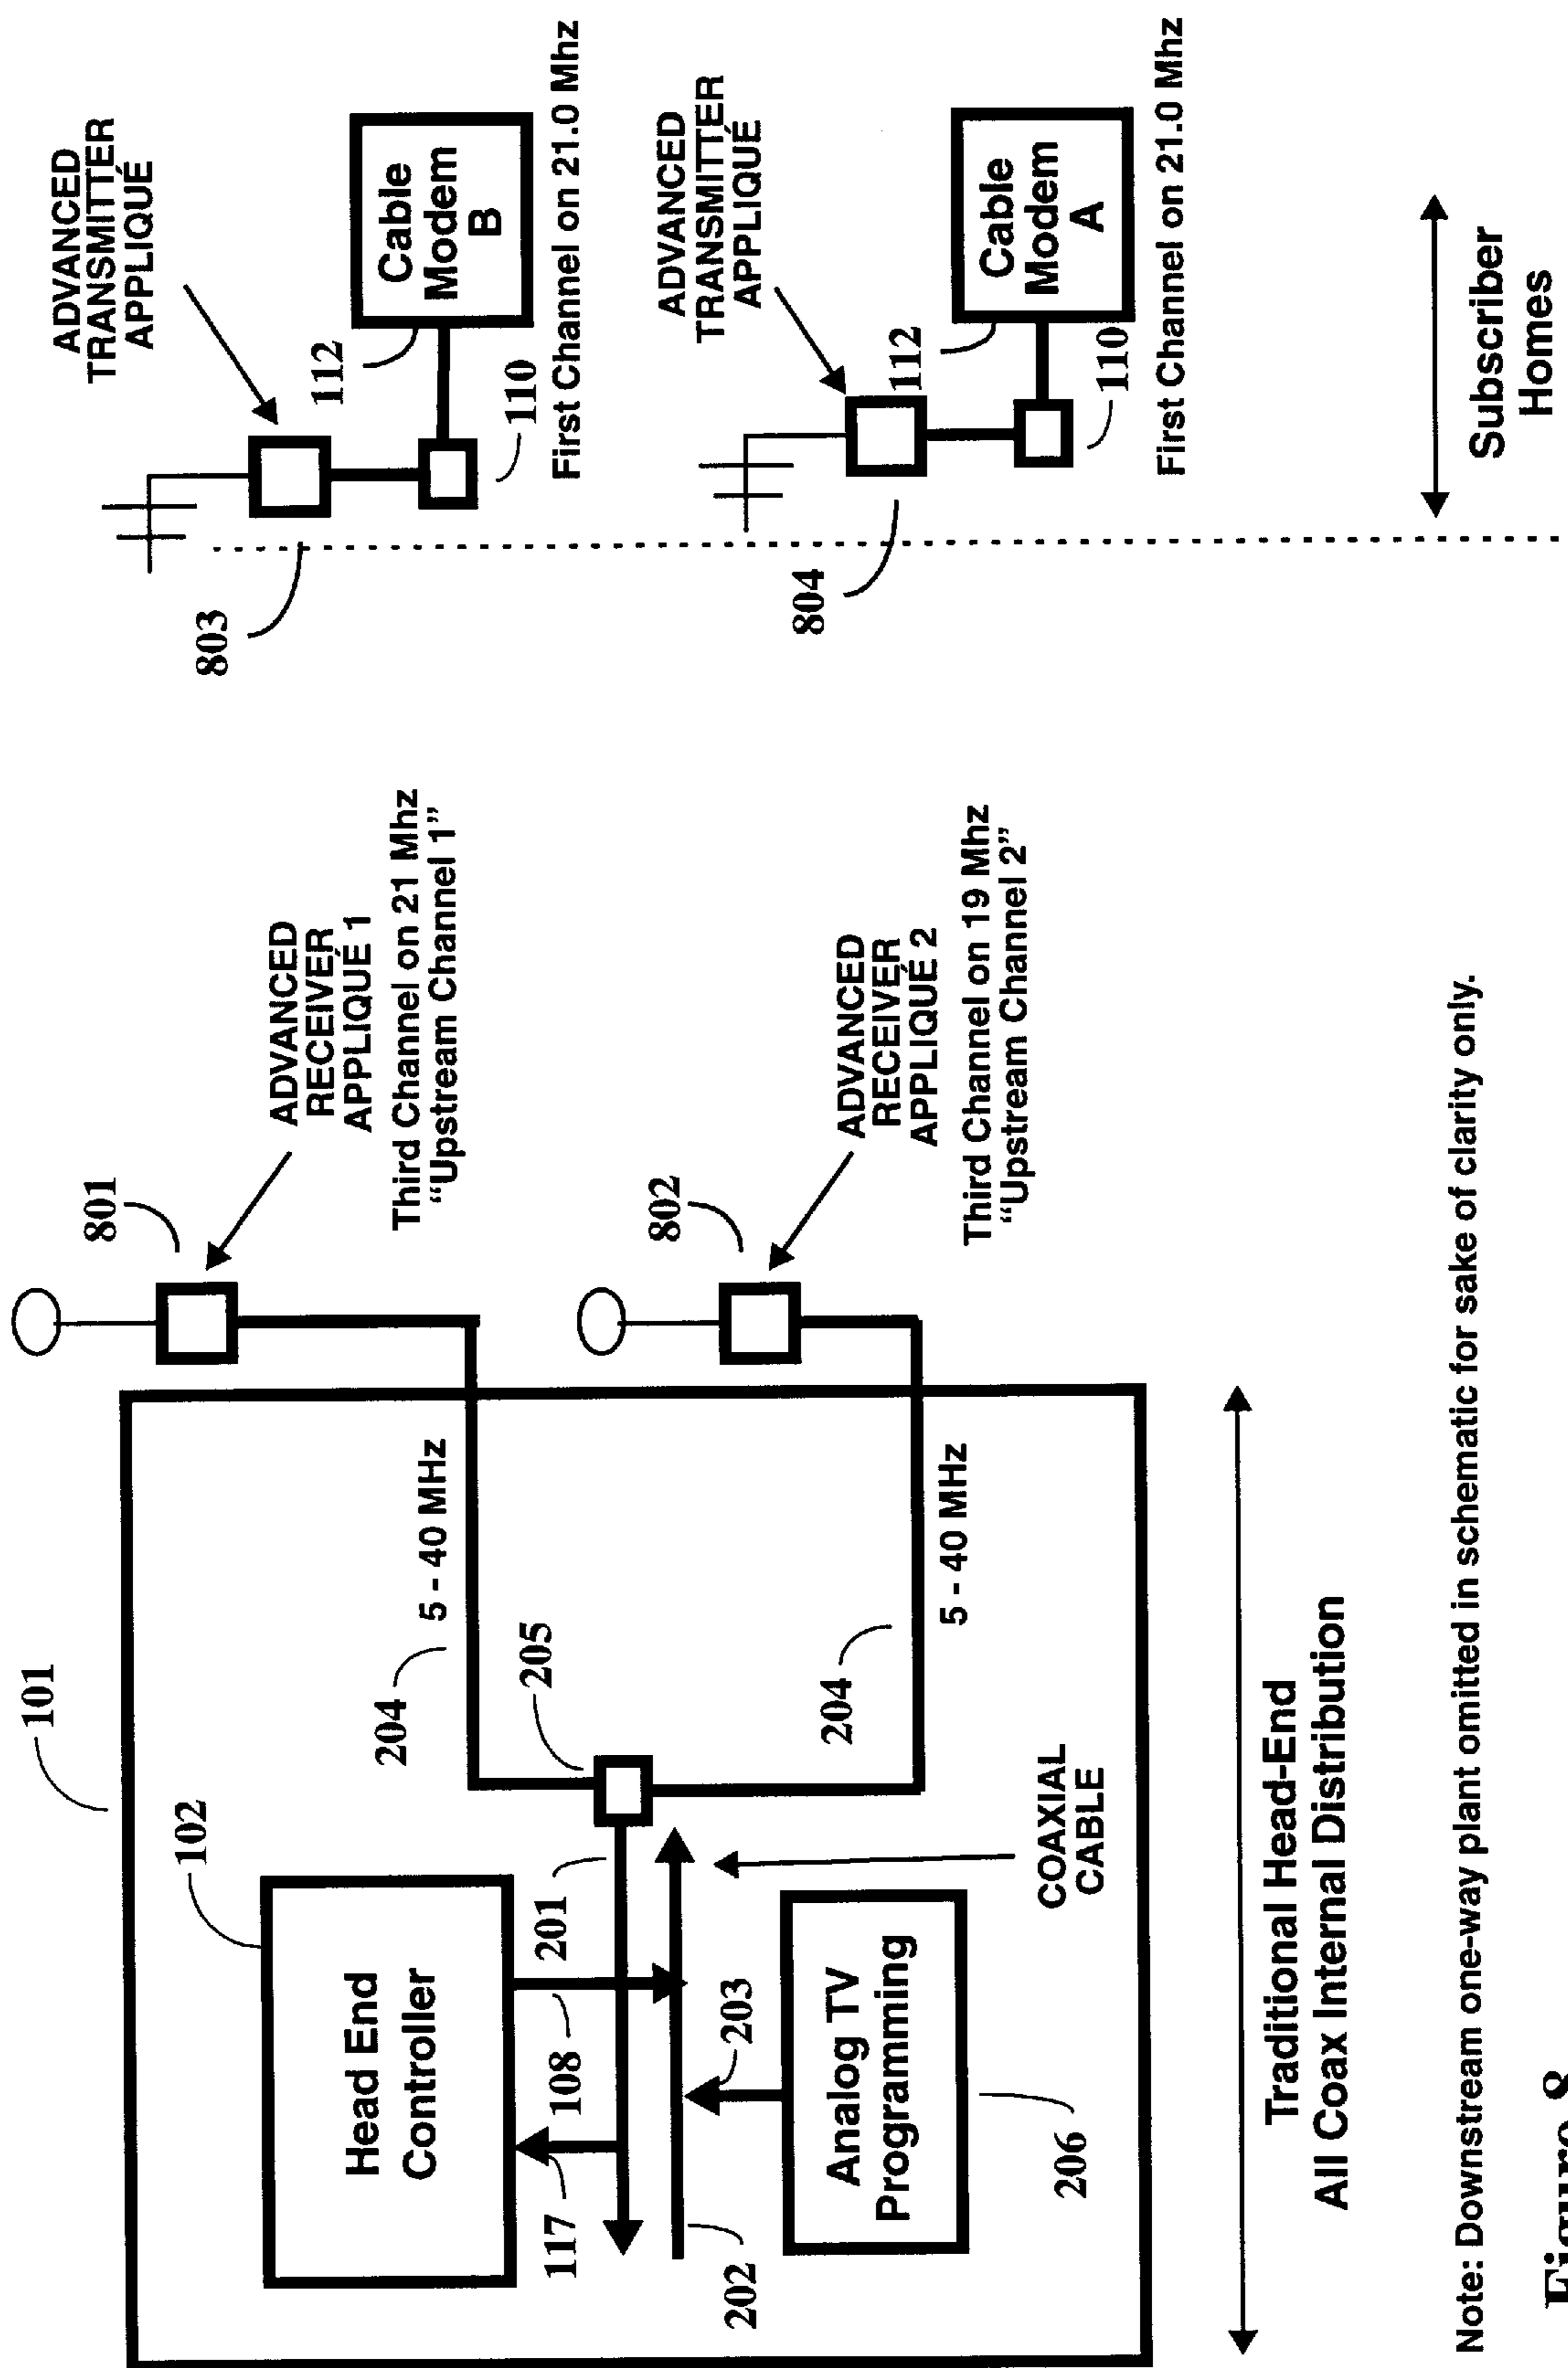 101
102
Head End
Controller
117
108
201
202
203
Analog TV
Programming
206
COAXIAL
CABLE
205
204
5 - 40 MHz
204
5 - 40 MHz
801
ADVANCED
RECEIVER
APPLIQUÉ 1
Third Channel on 21 Mhz
“Upstream Channel 1”
802
ADVANCED
RECEIVER
APPLIQUÉ 2
Third Channel on 19 Mhz
“Upstream Channel 2”
803
ADVANCED
TRANSMITTER
APPLIQUÉ
112
Cable
Modem
B
110
First Channel on 21.0 Mhz
804
ADVANCED
TRANSMITTER
APPLIQUÉ
112
Cable
Modem
A
110
First Channel on 21.0 Mhz
Traditional Head-End
All Coax Internal Distribution
Subscriber
Homes
Note: Downstream one-way plant omitted in schematic for sake of clarity only.
Figure 8